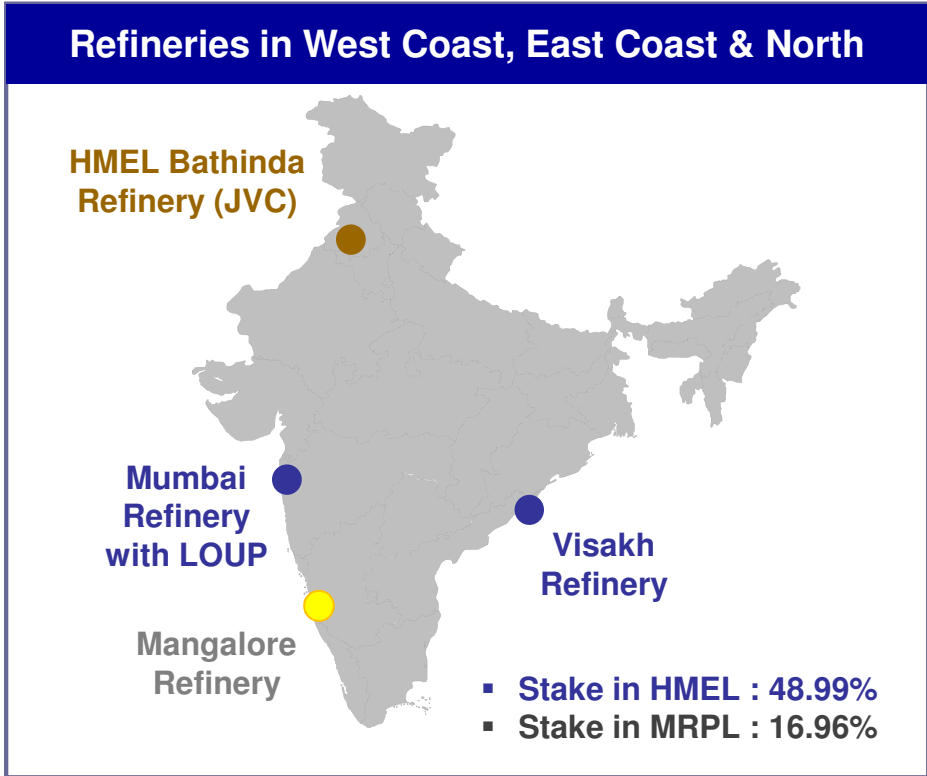 Refineries in West Coast, East Coast & North
HMEL Bathinda
Refinery (JVC)
Mumbai
Refinery
with LOUP
Visakh
Refinery
Mangalore
Refinery
▪ Stake in HMEL : 48.99%
▪ Stake in MRPL : 16.96%